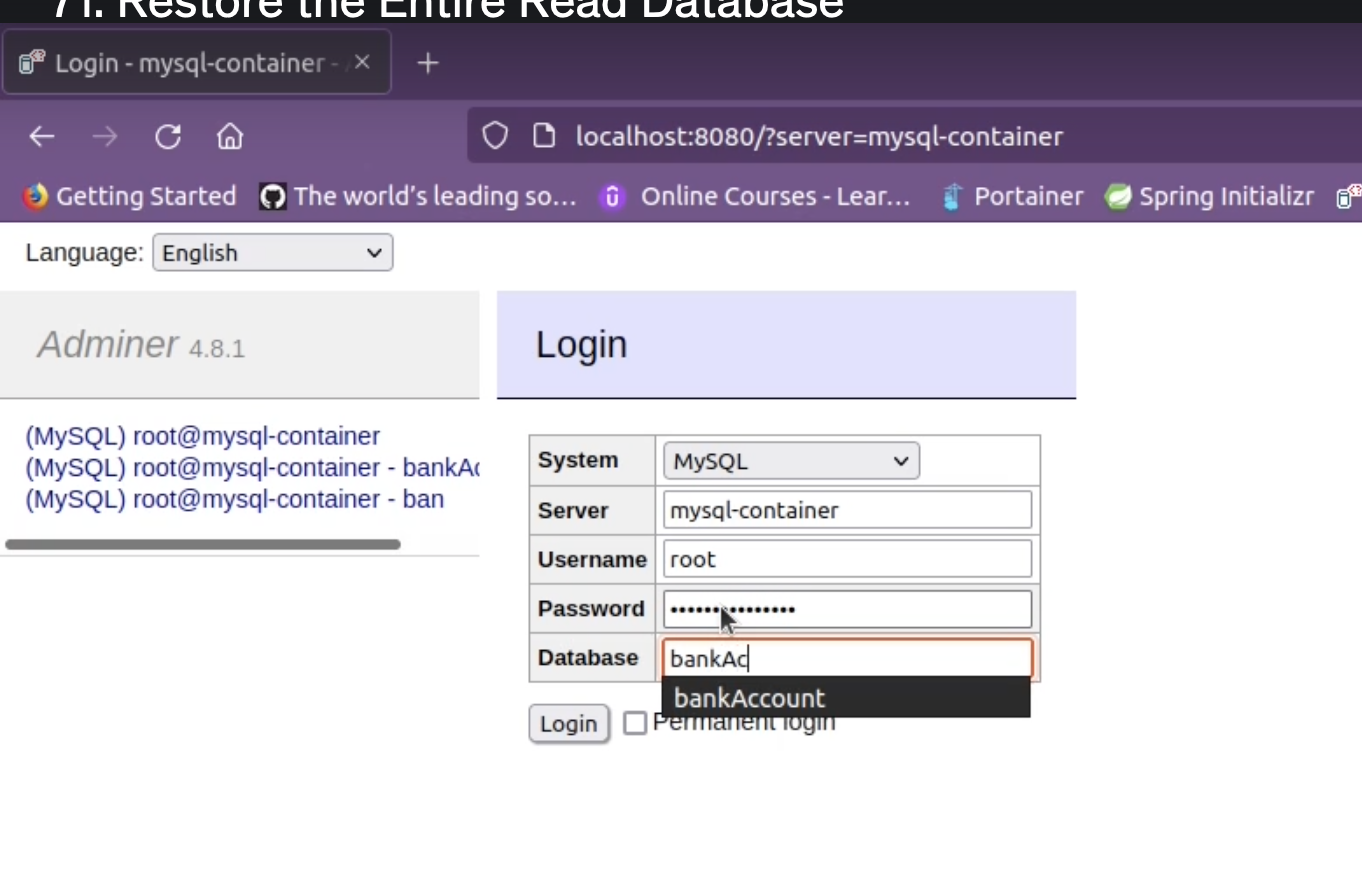 71. Restore the Entire Read Database
Login - mysql-container -
localhost:8080/?server=mysql-container
Getting Started The world's leading so... Online Courses - Lear... Portainer Spring Initializr
Language: English
Adminer 4.8.1
(MySQL) root@mysql-container
(MySQL) root@mysql-container - bankAc
(MySQL) root@mysql-container - ban
Login
System MySQL
Server mysql-container
Username root
Password •••••••••••••••
Database bankAc
bankAccount
Login Permanent login